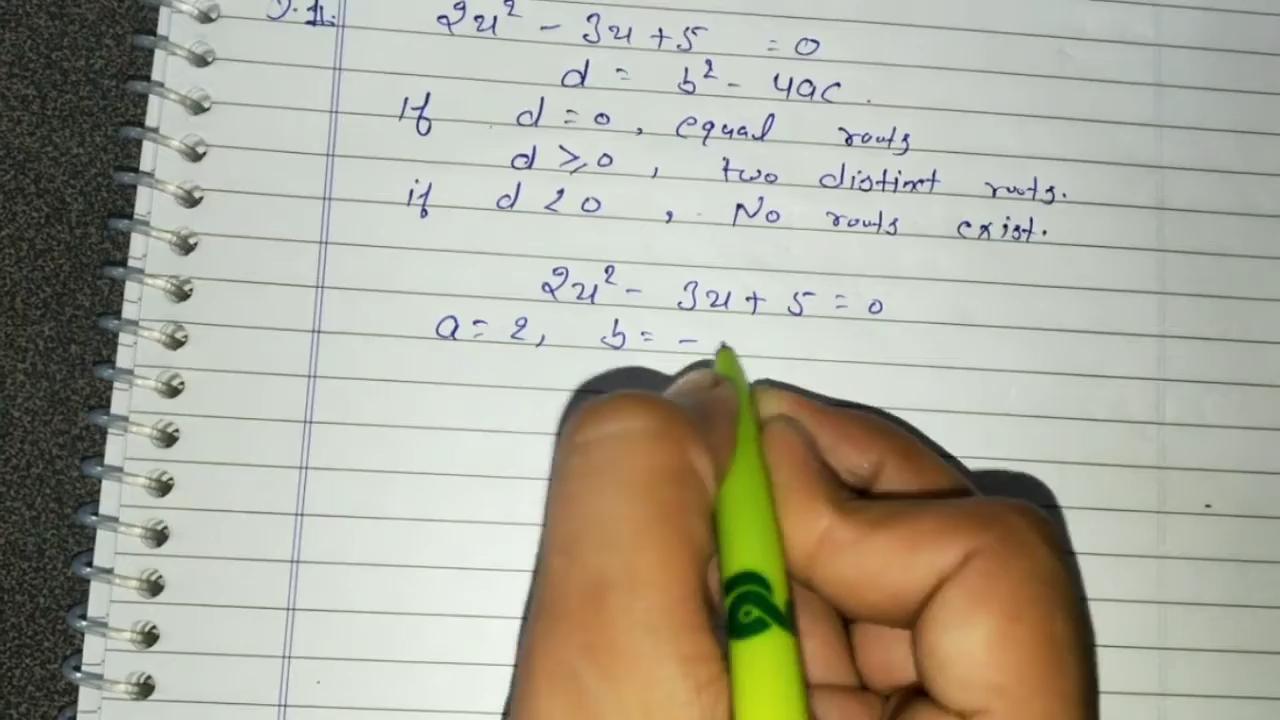 Q.1. 2x² - 3x + 5 = 0
d = b² - 4ac.
If d = 0, equal roots
d ⩾ 0, two distinct roots.
if d < 0, No roots exist.
2x² - 3x + 5 = 0
a = 2, b = -